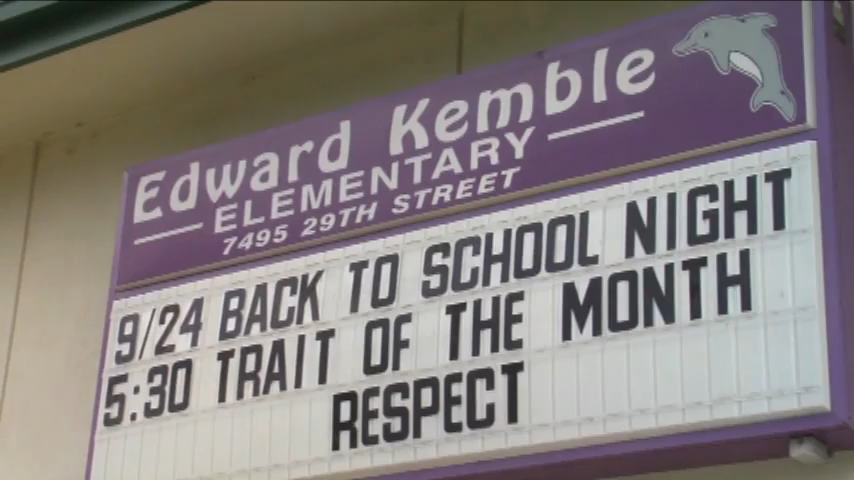 Edward Kemble
ELEMENTARY
7495 29TH STREET
9/24 BACK TO SCHOOL NIGHT
5:30 TRAIT OF THE MONTH
RESPECT